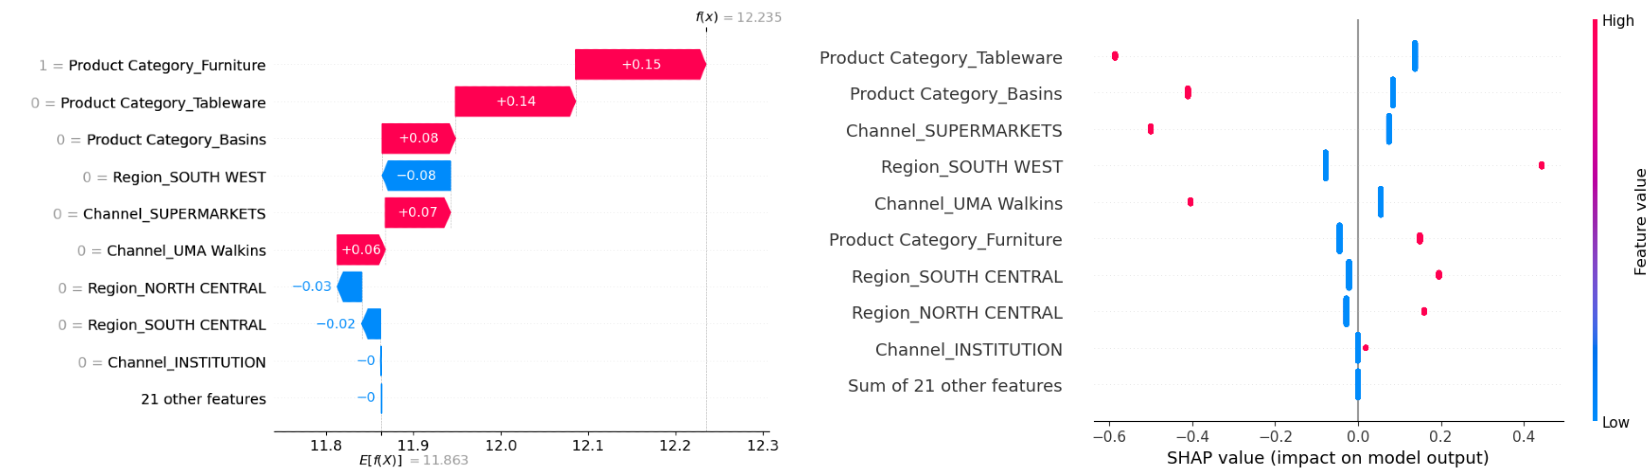 f(x) = 12.235
1 = Product Category_Furniture
+0.15
0 = Product Category_Tableware
+0.14
0 = Product Category_Basins
+0.08
0 = Region_SOUTH WEST
−0.08
0 = Channel_SUPERMARKETS
+0.07
0 = Channel_UMA Walkins
+0.06
0 = Region_NORTH CENTRAL
−0.03
0 = Region_SOUTH CENTRAL
−0.02
0 = Channel_INSTITUTION
−0
21 other features
−0
11.8 11.9 12.0 12.1 12.2 12.3
E[f(X)] = 11.863
Product Category_Tableware
Product Category_Basins
Channel_SUPERMARKETS
Region_SOUTH WEST
Channel_UMA Walkins
Product Category_Furniture
Region_SOUTH CENTRAL
Region_NORTH CENTRAL
Channel_INSTITUTION
Sum of 21 other features
−0.6 −0.4 −0.2 0.0 0.2 0.4
SHAP value (impact on model output)
High
Feature value
Low